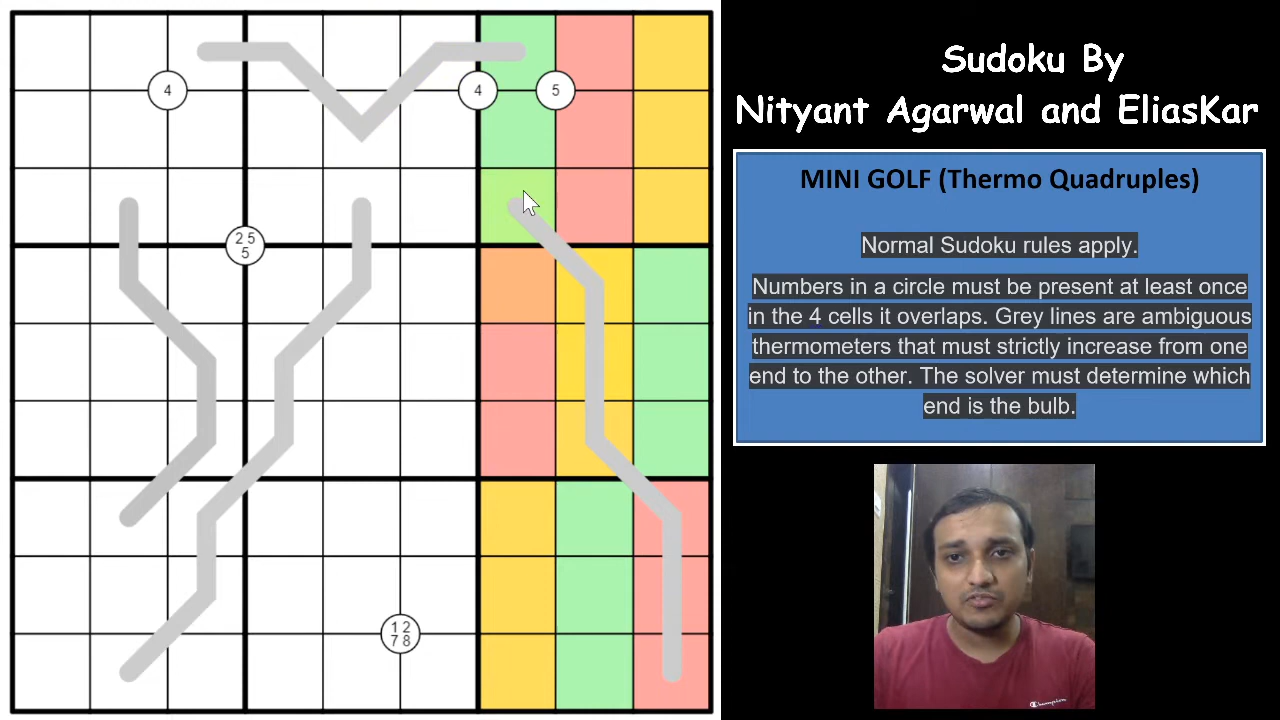 Sudoku By
Nityant Agarwal and EliasKar
MINI GOLF (Thermo Quadruples)
Normal Sudoku rules apply.
Numbers in a circle must be present at least once
in the 4 cells it overlaps. Grey lines are ambiguous
thermometers that must strictly increase from one
end to the other. The solver must determine which
end is the bulb.
4
4
5
2 5
5
1 2
7 8
Champion